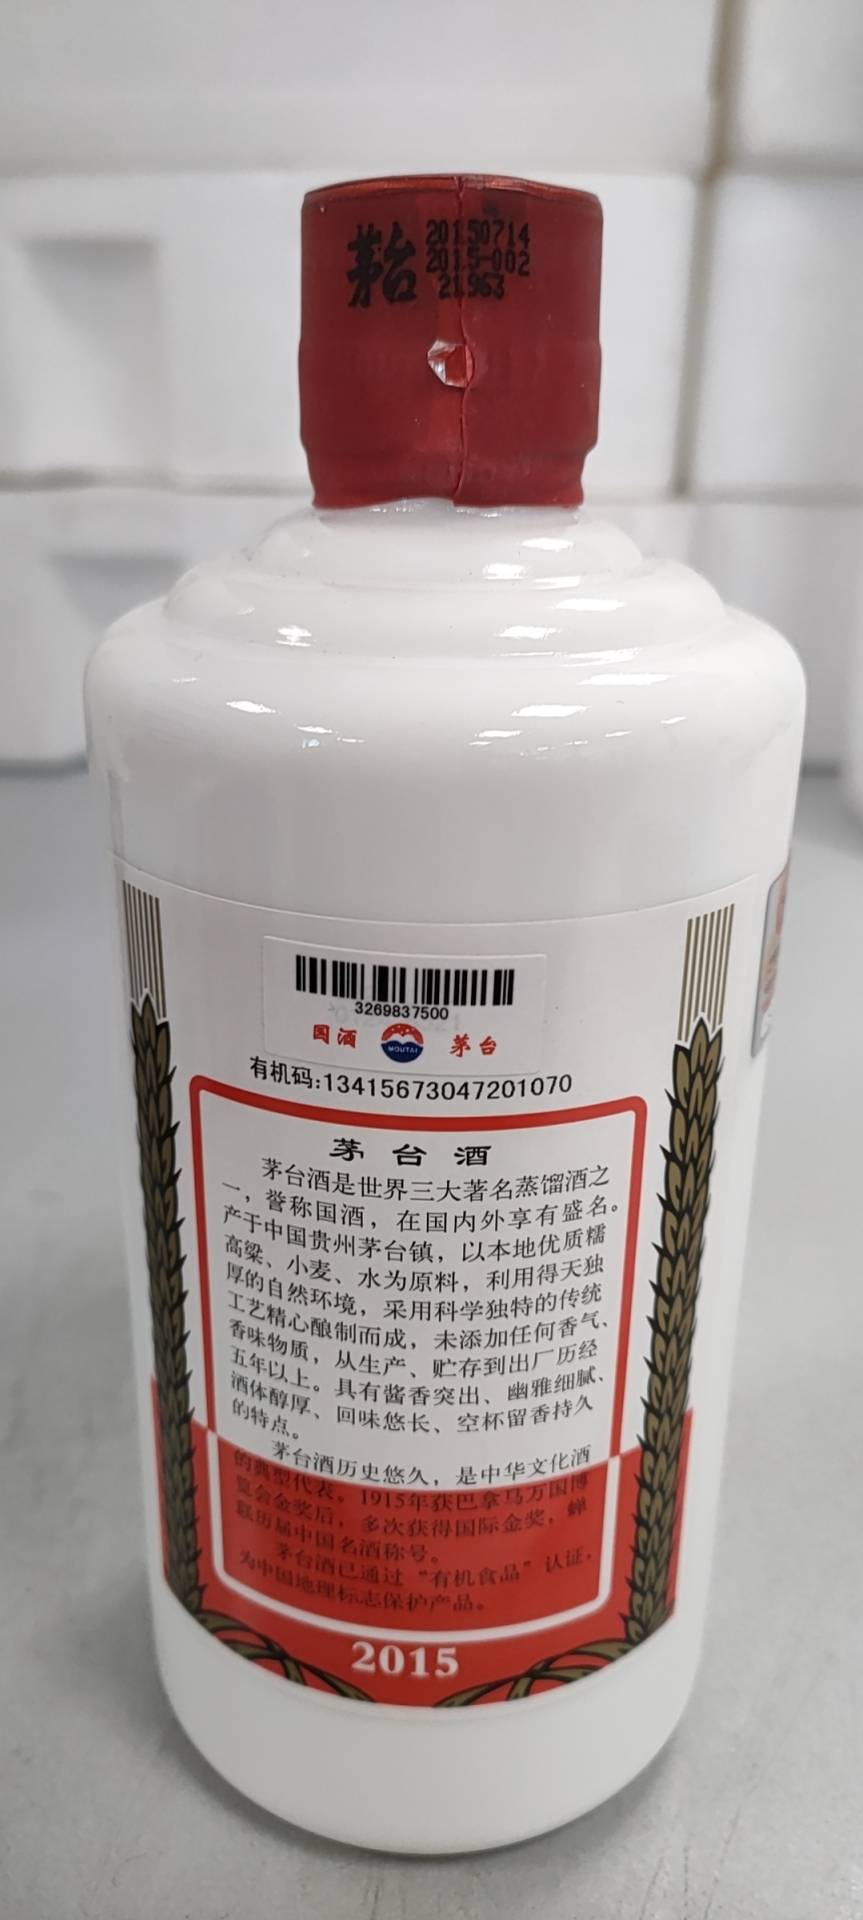 茅台
20150714
2015-002
21963
3269837500
国酒 MOUTAI 茅台
有机码:13415673047201070
茅台酒
茅台酒是世界三大著名蒸馏酒之
一，誉称国酒，在国内外享有盛名。
产于中国贵州茅台镇，以本地优质糯
高粱、小麦、水为原料，利用得天独
厚的自然环境，采用科学独特的传统
工艺精心酿制而成，未添加任何香气、
香味物质，从生产、贮存到出厂历经
五年以上。具有酱香突出、幽雅细腻、
酒体醇厚、回味悠长、空杯留香持久
的特点。
茅台酒历史悠久，是中华文化酒
的典型代表。1915年获巴拿马万国博
览会金奖后，多次获得国际金奖，蝉
联历届中国名酒称号。
茅台酒已通过“有机食品”认证，
为中国地理标志保护产品。
2015